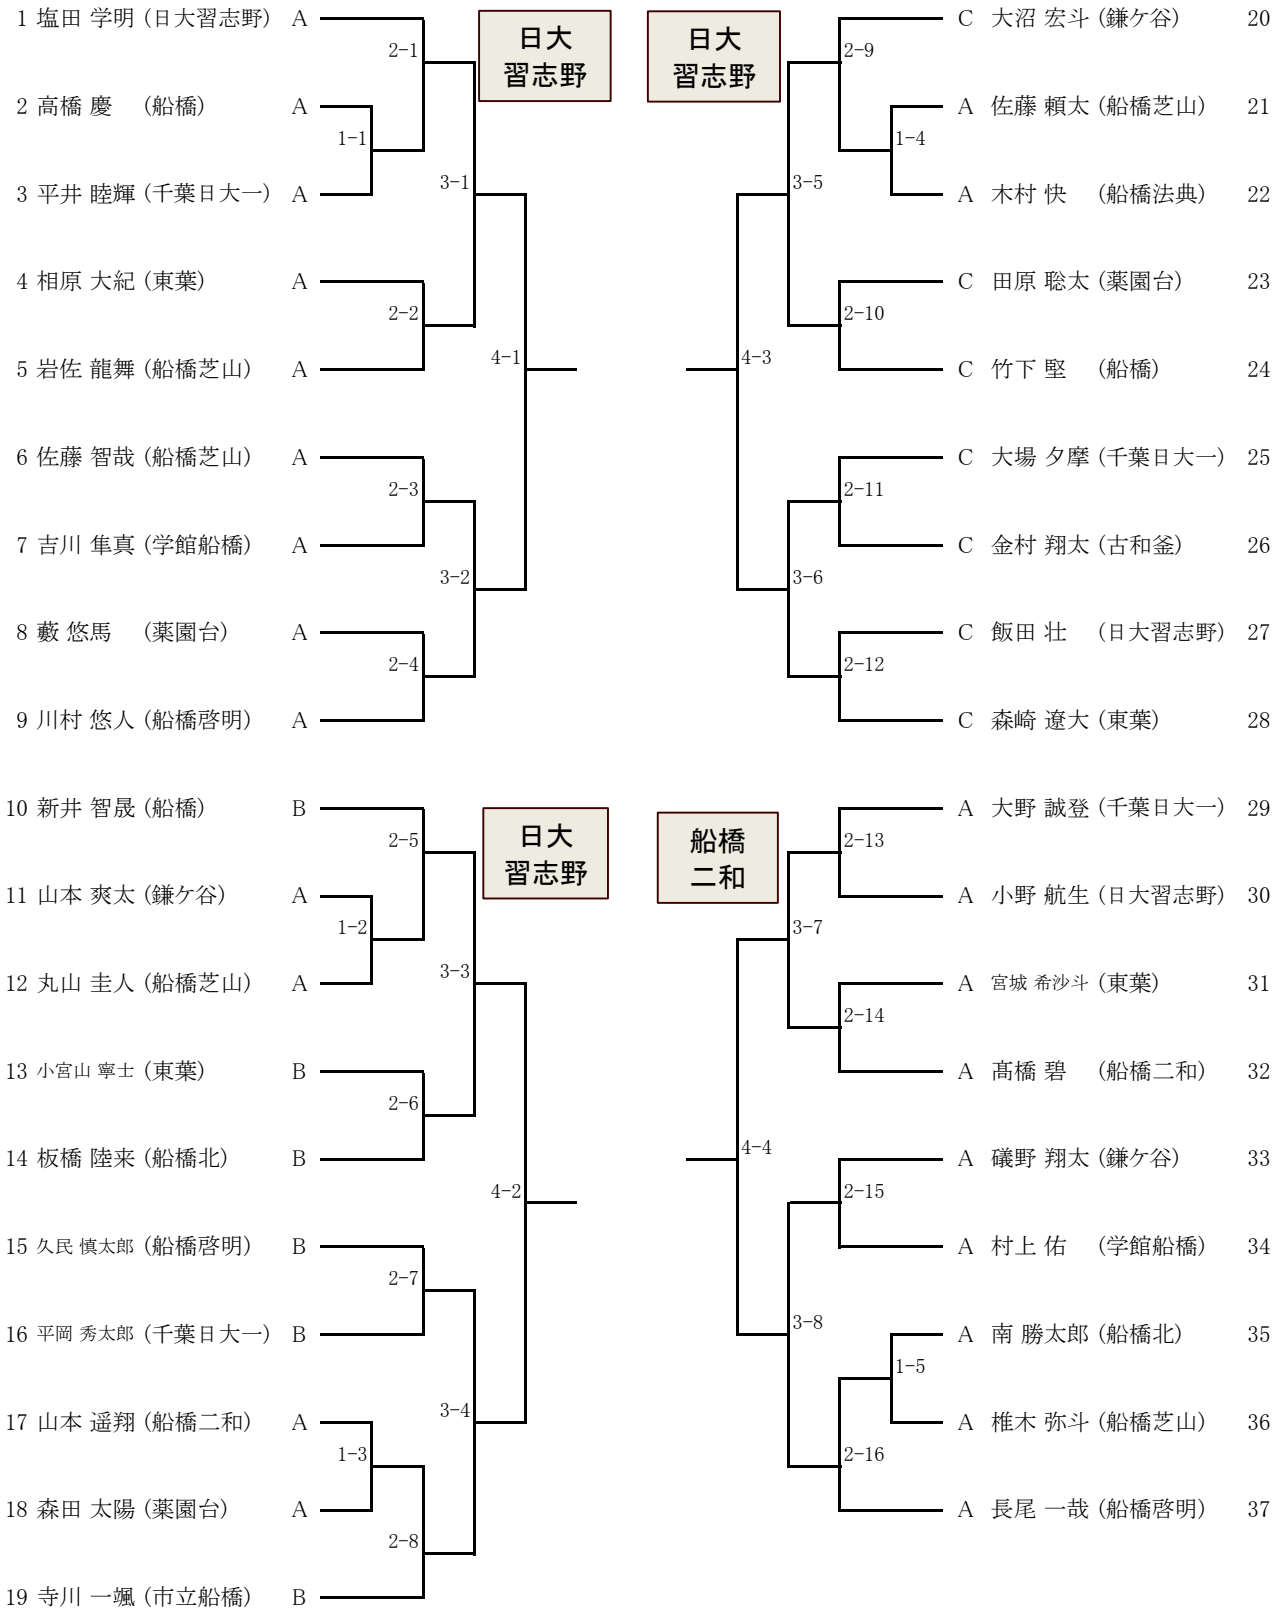 1 塩田 学明 (日大習志野) A
2-1
日大
習志野
2 高橋 慶 (船橋) A
1-1
3 平井 睦輝 (千葉日大一) A
3-1
4 相原 大紀 (東葉) A
2-2
5 岩佐 龍舞 (船橋芝山) A
4-1
6 佐藤 智哉 (船橋芝山) A
2-3
7 吉川 隼真 (学館船橋) A
3-2
8 藪 悠馬 (薬園台) A
2-4
9 川村 悠人 (船橋啓明) A
10 新井 智晟 (船橋) B
2-5
日大
習志野
11 山本 爽太 (鎌ケ谷) A
1-2
12 丸山 圭人 (船橋芝山) A
3-3
13 小宮山 寧士 (東葉) B
2-6
14 板橋 陸来 (船橋北) B
4-2
15 久民 慎太郎 (船橋啓明) B
2-7
16 平岡 秀太郎 (千葉日大一) B
3-4
17 山本 遥翔 (船橋二和) A
1-3
18 森田 太陽 (薬園台) A
2-8
19 寺川 一颯 (市立船橋) B
日大
習志野
C 大沼 宏斗 (鎌ケ谷) 20
2-9
A 佐藤 頼太 (船橋芝山) 21
1-4
A 木村 快 (船橋法典) 22
3-5
C 田原 聡太 (薬園台) 23
2-10
C 竹下 堅 (船橋) 24
4-3
C 大場 夕摩 (千葉日大一) 25
2-11
C 金村 翔太 (古和釜) 26
3-6
C 飯田 壮 (日大習志野) 27
2-12
C 森崎 遼大 (東葉) 28
船橋
二和
A 大野 誠登 (千葉日大一) 29
2-13
A 小野 航生 (日大習志野) 30
3-7
A 宮城 希沙斗 (東葉) 31
2-14
A 髙橋 碧 (船橋二和) 32
4-4
A 礒野 翔太 (鎌ケ谷) 33
2-15
A 村上 佑 (学館船橋) 34
3-8
A 南 勝太郎 (船橋北) 35
1-5
A 椎木 弥斗 (船橋芝山) 36
2-16
A 長尾 一哉 (船橋啓明) 37